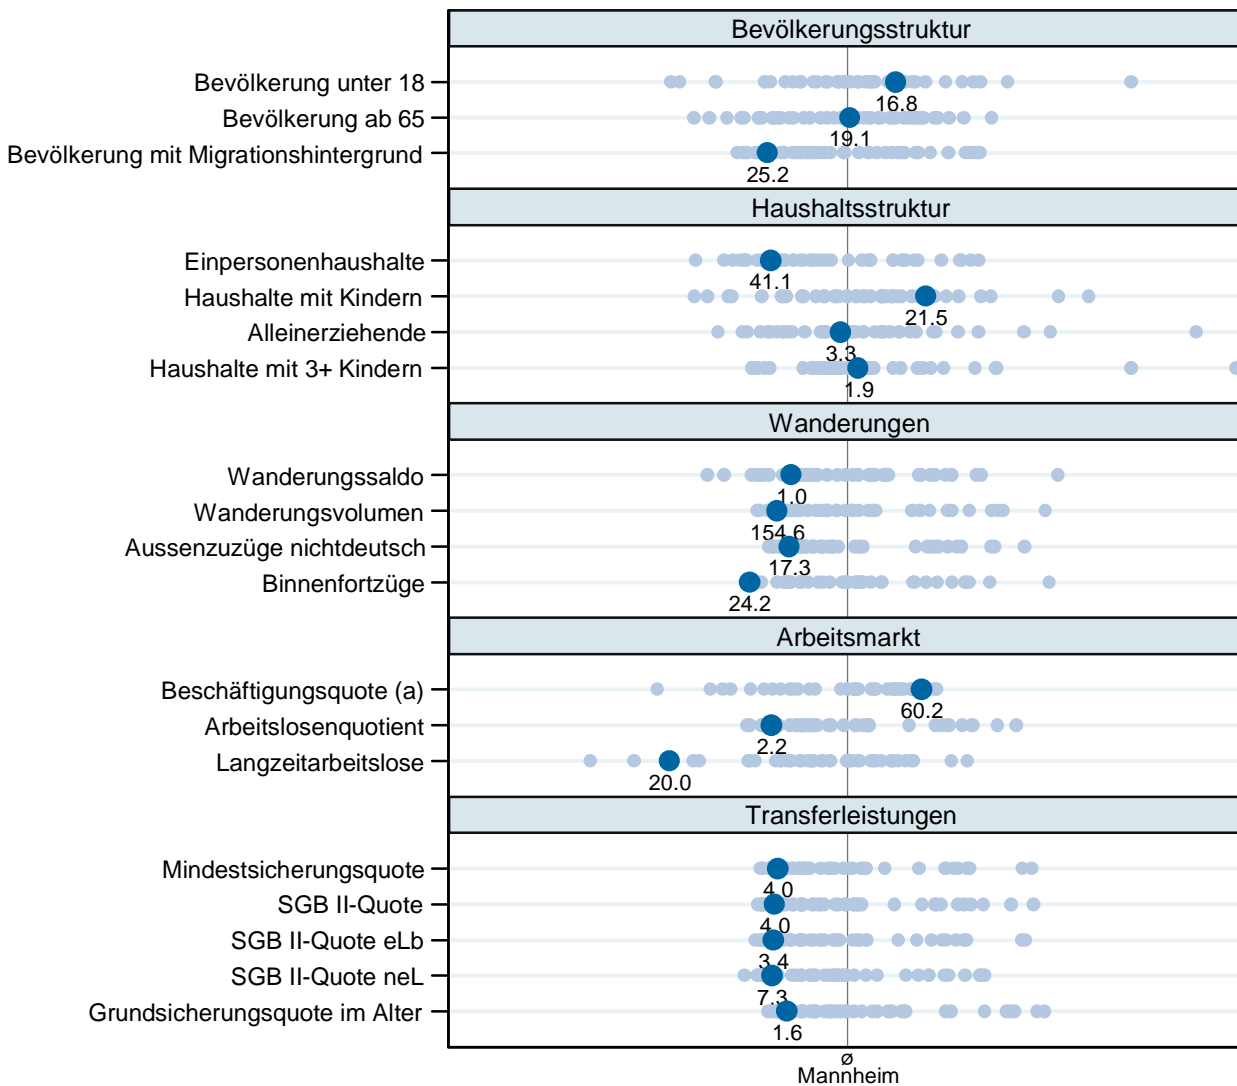 Bevölkerungsstruktur
Bevölkerung unter 18
16.8
Bevölkerung ab 65
19.1
Bevölkerung mit Migrationshintergrund
25.2
Haushaltsstruktur
Einpersonenhaushalte
41.1
Haushalte mit Kindern
21.5
Alleinerziehende
3.3
Haushalte mit 3+ Kindern
1.9
Wanderungen
Wanderungssaldo
1.0
Wanderungsvolumen
154.6
Aussenzuzüge nichtdeutsch
17.3
Binnenfortzüge
24.2
Arbeitsmarkt
Beschäftigungsquote (a)
60.2
Arbeitslosenquotient
2.2
Langzeitarbeitslose
20.0
Transferleistungen
Mindestsicherungsquote
4.0
SGB II-Quote
4.0
SGB II-Quote eLb
3.4
SGB II-Quote neL
7.3
Grundsicherungsquote im Alter
1.6
ø
Mannheim